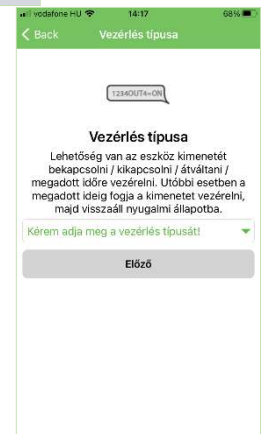 vodafone HU 14:17 68%
Back Vezérlés típusa
1234OUT4=ON
Vezérlés típusa
Lehetőség van az eszköz kimenetét
bekapcsolni / kikapcsolni / átváltani /
megadott időre vezérelni. Utóbbi esetben a
megadott ideig fogja a kimenetet vezérelni,
majd visszaáll nyugalmi állapotba.
Kérem adja meg a vezérlés típusát!
Előző